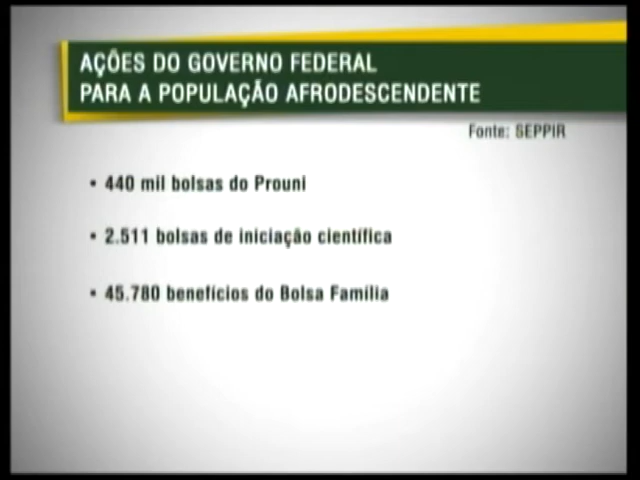 AÇÕES DO GOVERNO FEDERAL
PARA A POPULAÇÃO AFRODESCENDENTE
Fonte: SEPPIR
• 440 mil bolsas do Prouni
• 2.511 bolsas de iniciação científica
• 45.780 benefícios do Bolsa Família